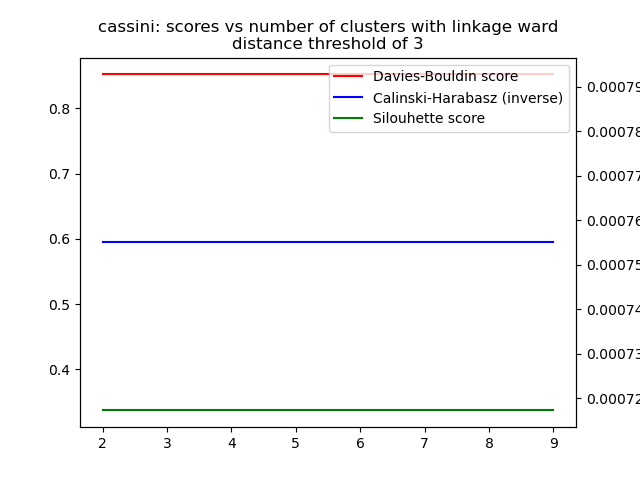 cassini: scores vs number of clusters with linkage ward
distance threshold of 3
Davies-Bouldin score
Calinski-Harabasz (inverse)
Silouhette score
0.8
0.7
0.6
0.5
0.4
0.00079
0.00078
0.00077
0.00076
0.00075
0.00074
0.00073
0.00072
2 3 4 5 6 7 8 9